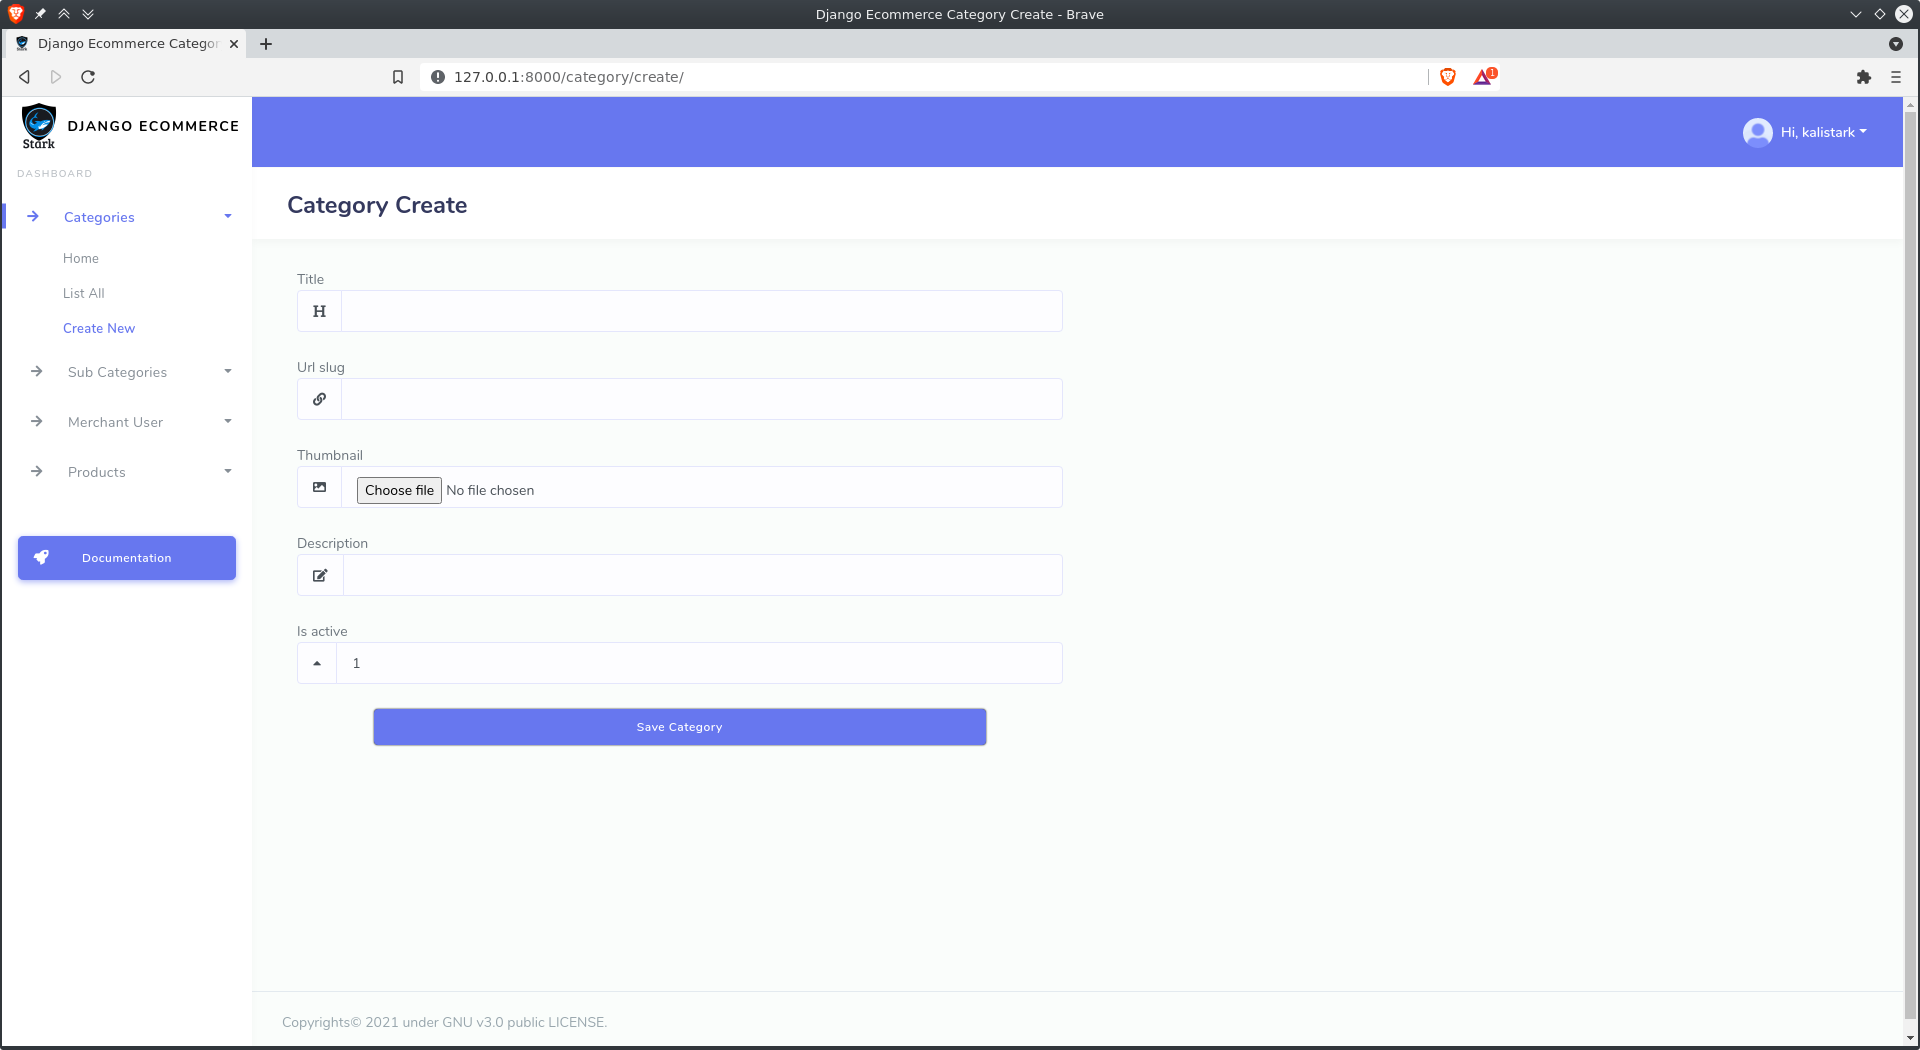 Django Ecommerce Category Create - Brave
Django Ecommerce Categor
127.0.0.1:8000/category/create/
1
Stark
DJANGO ECOMMERCE
Hi, kalistark
DASHBOARD
Categories
Home
List All
Create New
Sub Categories
Merchant User
Products
Documentation
Category Create
Title
H
Url slug
Thumbnail
Choose file No file chosen
Description
Is active
1
Save Category
Copyrights© 2021 under GNU v3.0 public LICENSE.